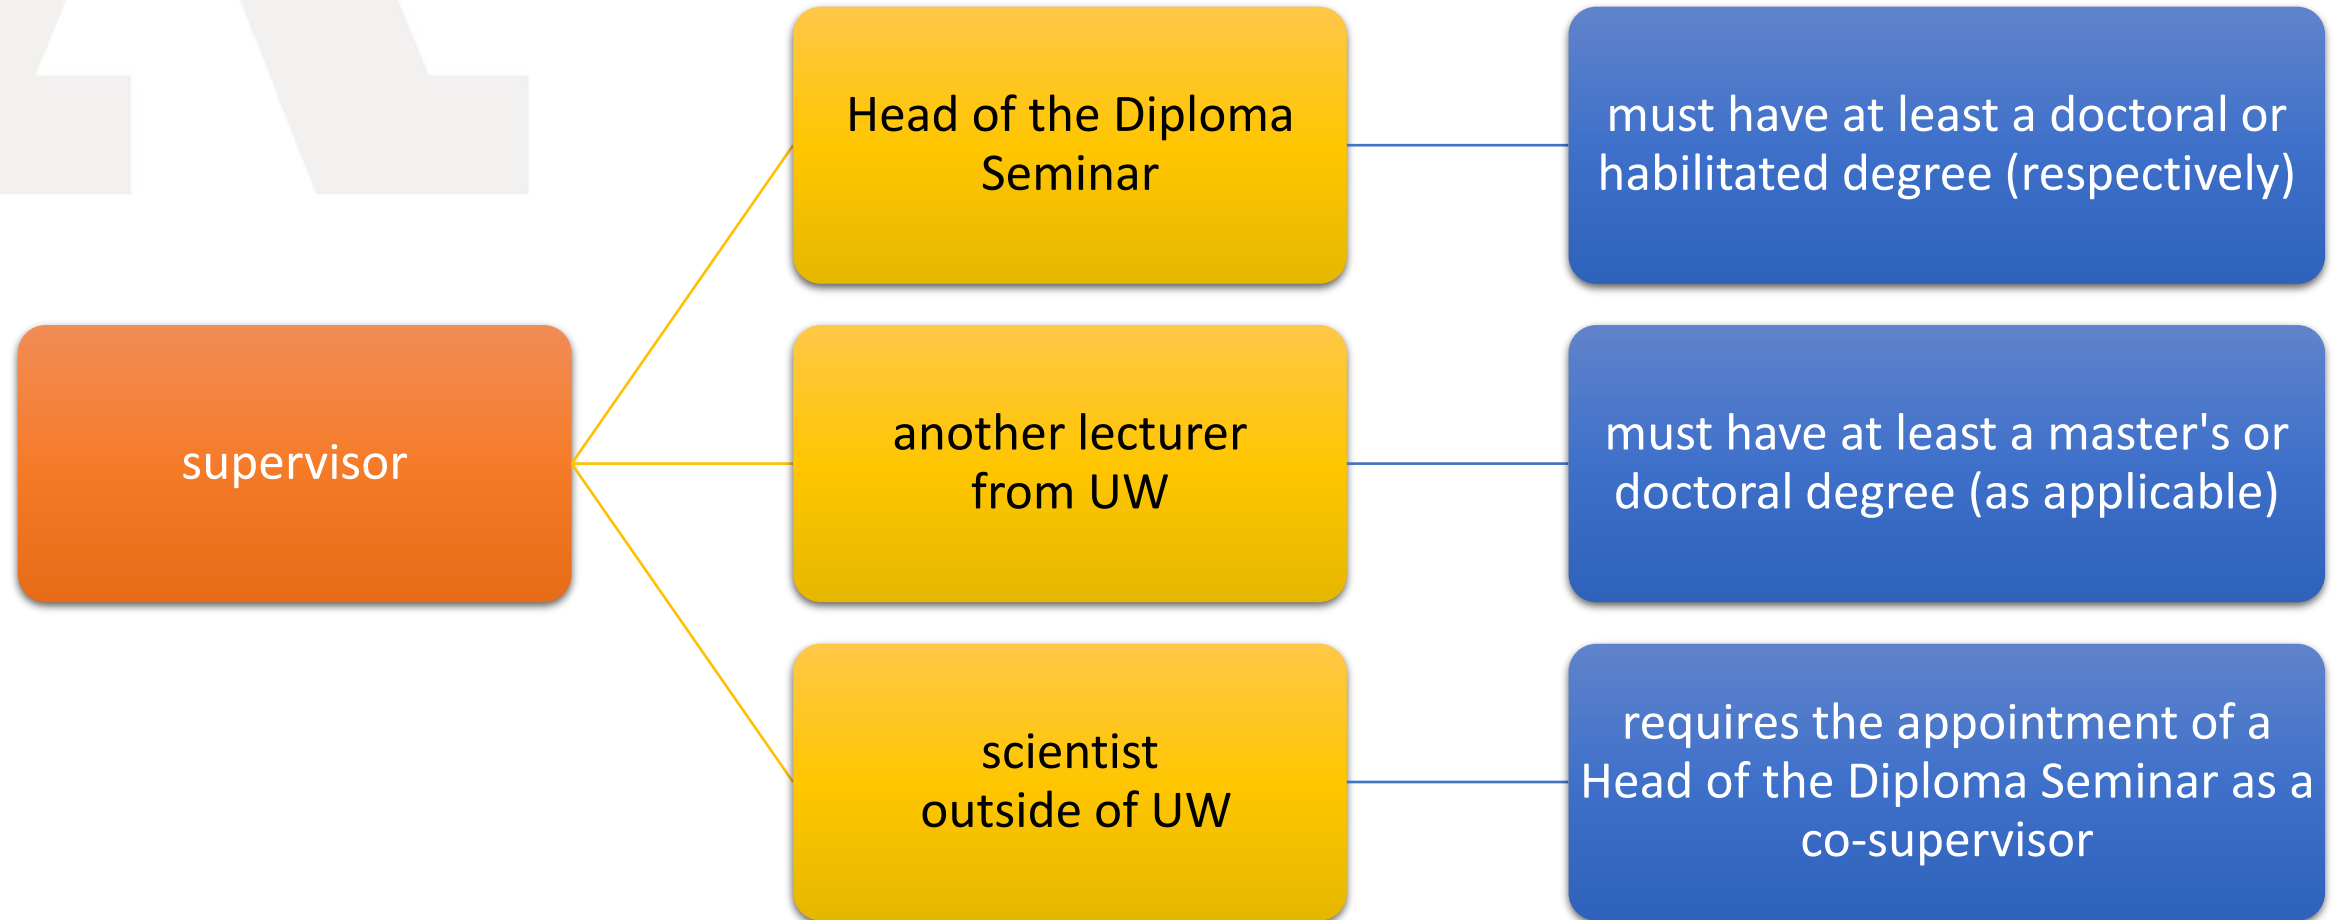 supervisor
Head of the Diploma
Seminar
must have at least a doctoral or
habilitated degree (respectively)
another lecturer
from UW
must have at least a master's or
doctoral degree (as applicable)
scientist
outside of UW
requires the appointment of a
Head of the Diploma Seminar as a
co-supervisor